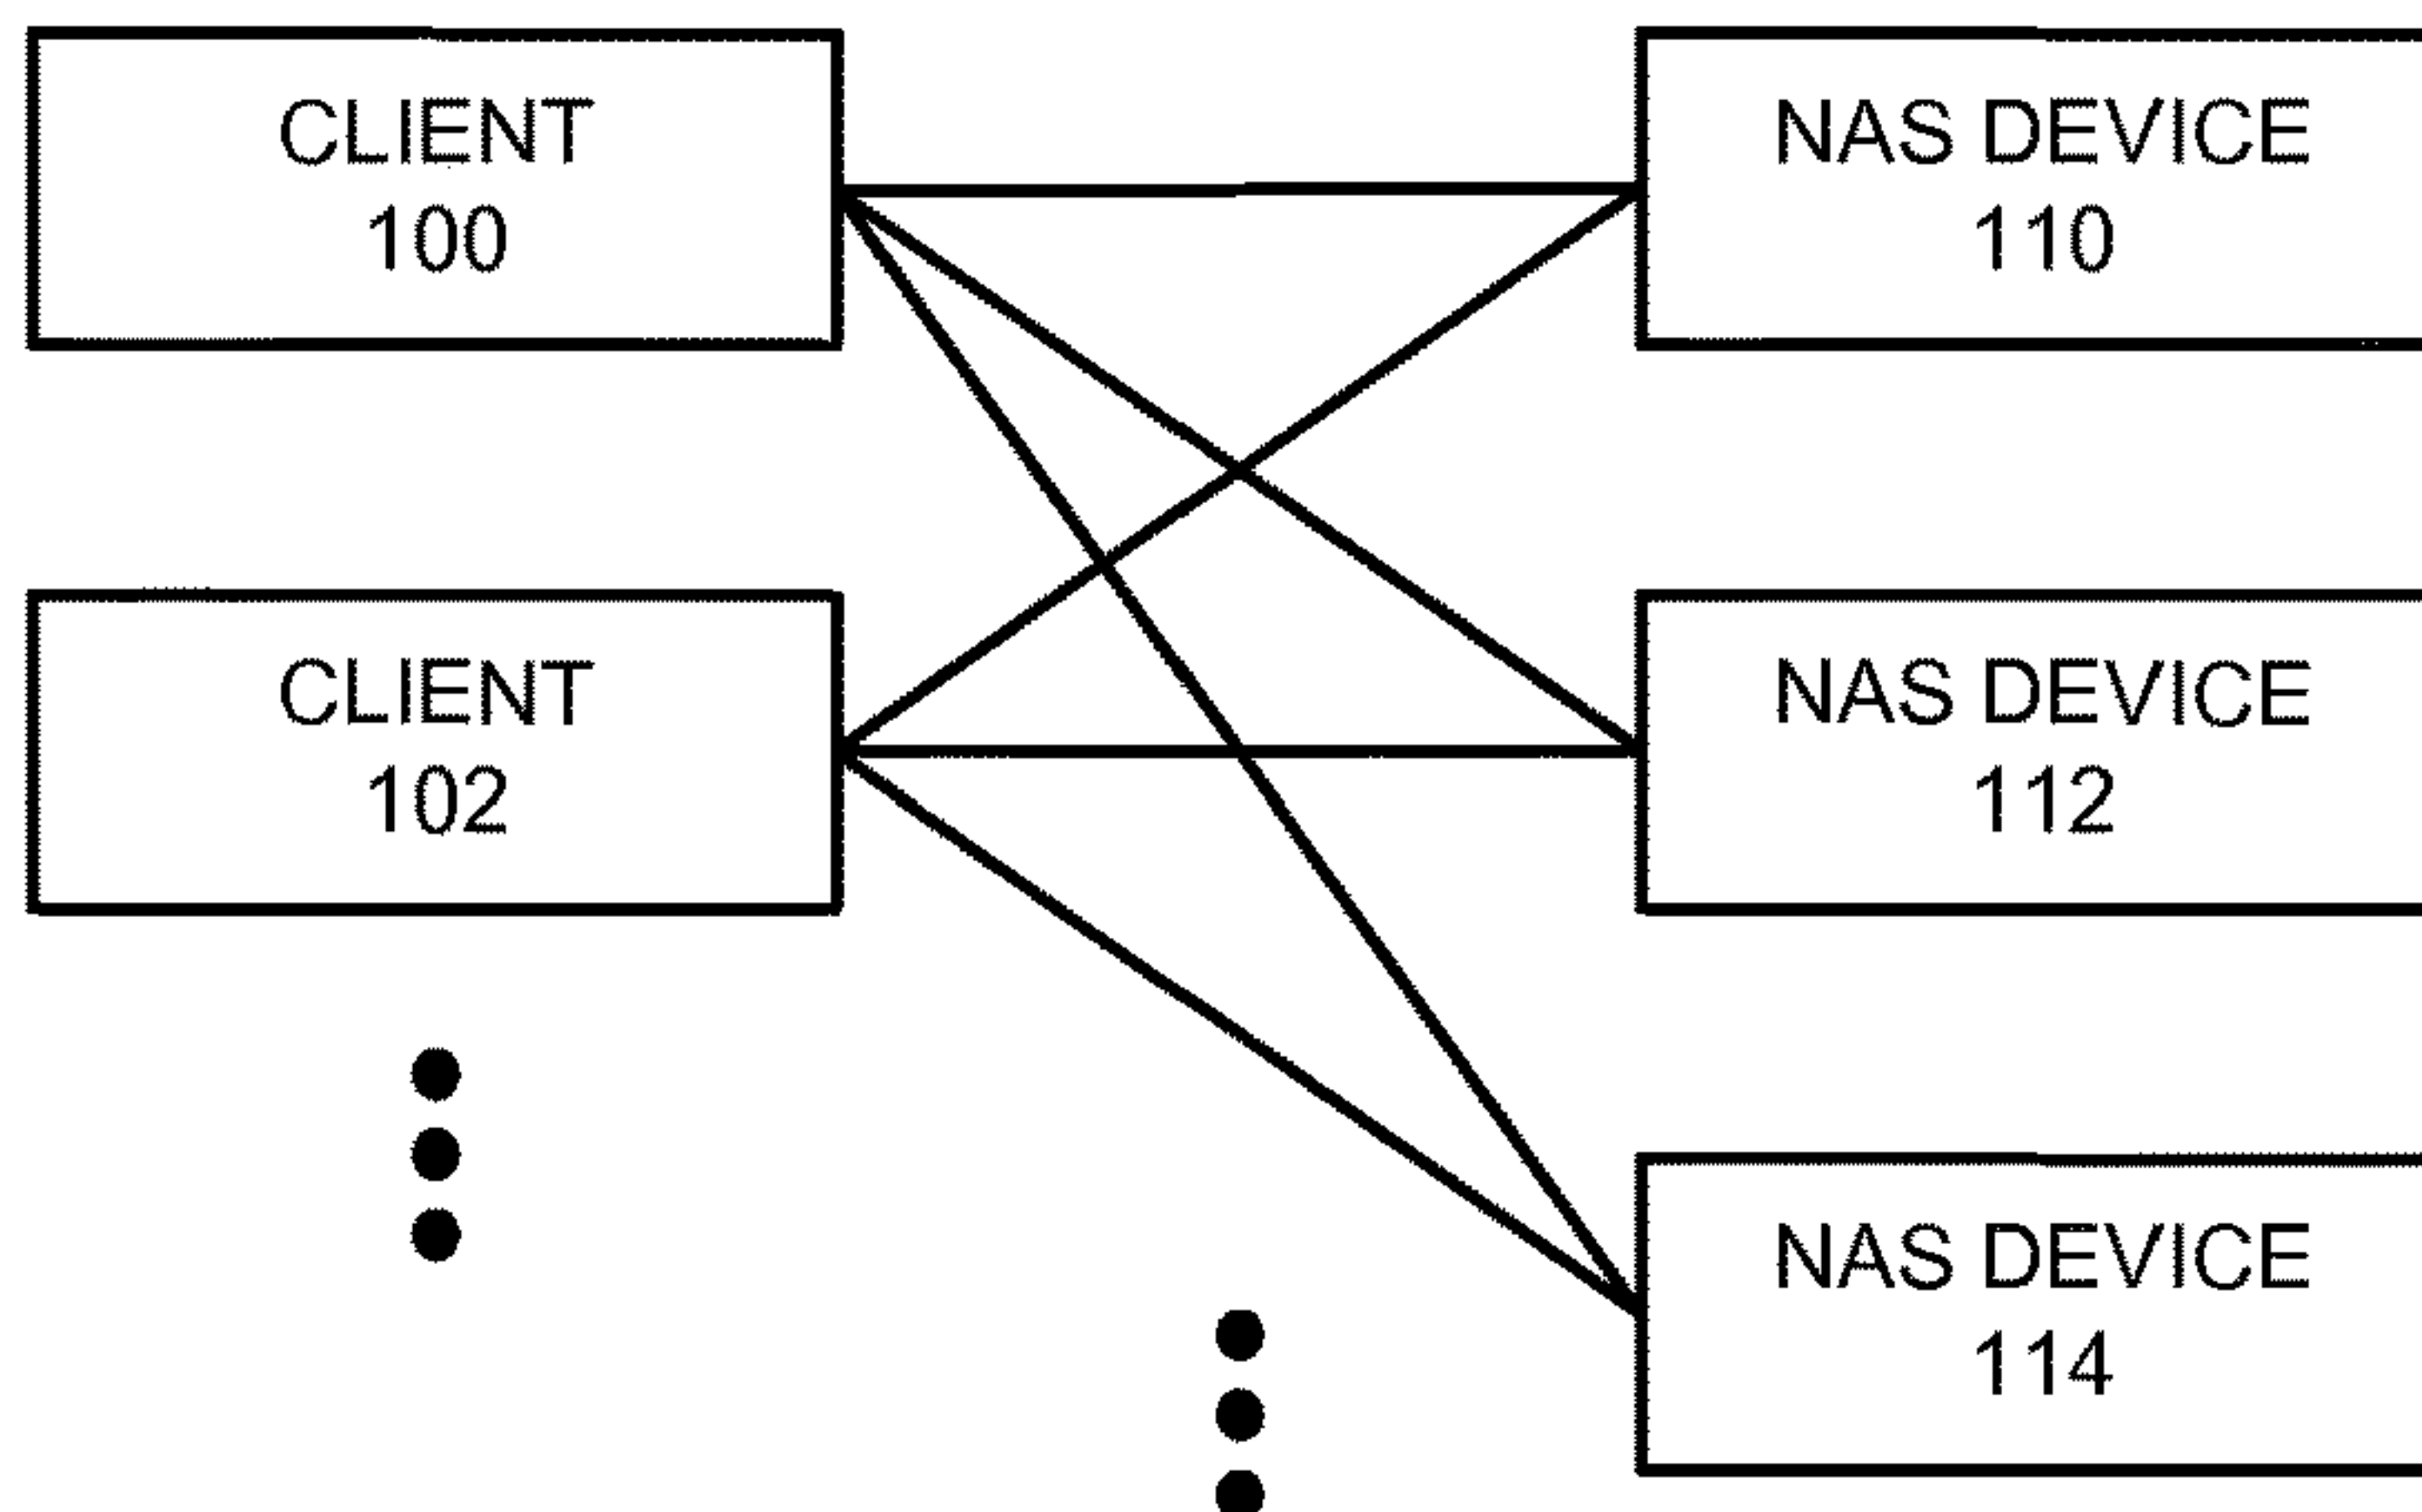 CLIENT
100
NAS DEVICE
110
CLIENT
102
NAS DEVICE
112
NAS DEVICE
114